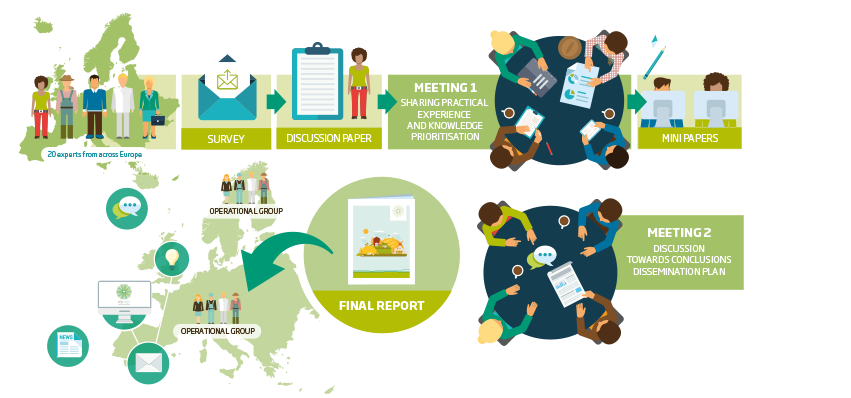 20 experts from across Europe
SURVEY
DISCUSSION PAPER
MEETING 1
SHARING PRACTICAL
EXPERIENCE
AND KNOWLEDGE
PRIORITISATION
MINI PAPERS
OPERATIONAL GROUP
MEETING 2
DISCUSSION
TOWARDS CONCLUSIONS
DISSEMINATION PLAN
FINAL REPORT
OPERATIONAL GROUP
NEWS